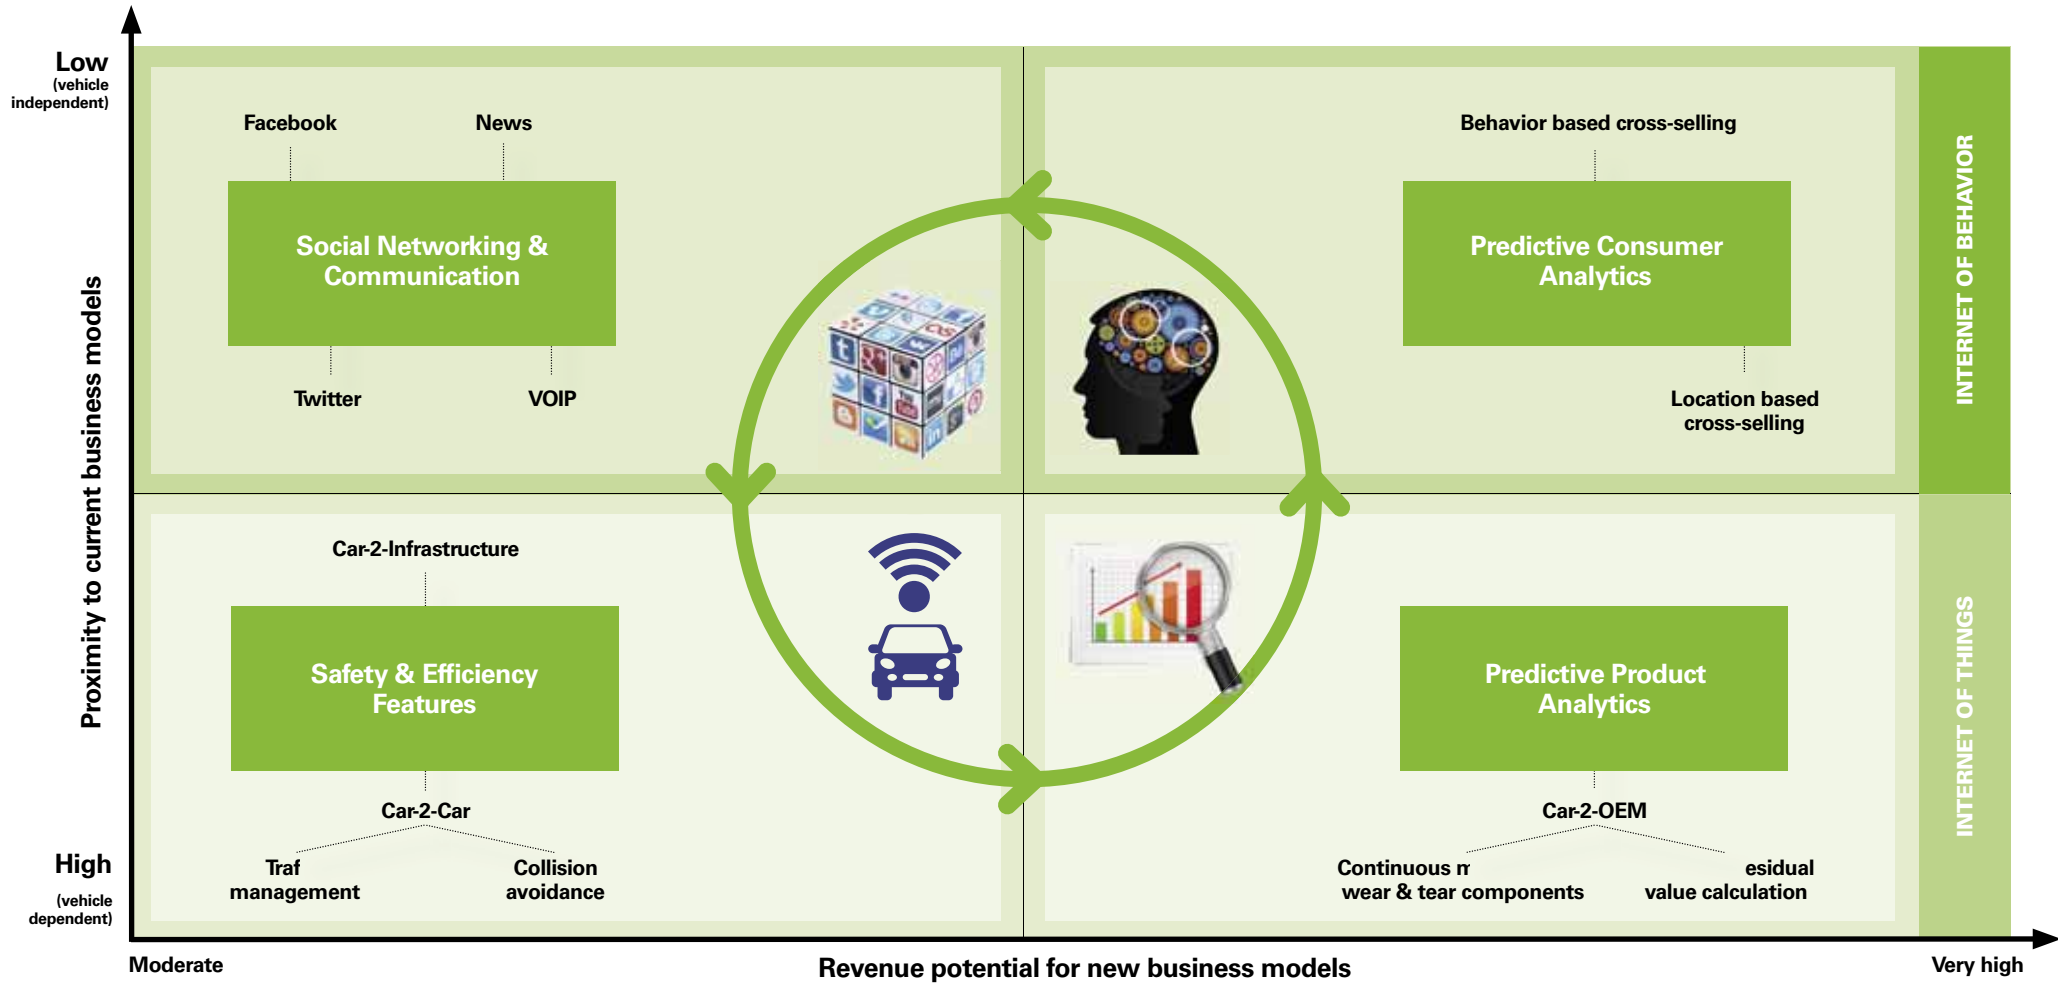 Low
(vehicle
independent)
Proximity to current business models
High
(vehicle
dependent)
Facebook
News
Social Networking &
Communication
Twitter
VOIP
Behavior based cross-selling
Predictive Consumer
Analytics
Location based
cross-selling
INTERNET OF BEHAVIOR
Car-2-Infrastructure
Safety & Efficiency
Features
Car-2-Car
Traf
management
Collision
avoidance
Predictive Product
Analytics
Car-2-OEM
Continuous
wear & tear components
esidual
value calculation
INTERNET OF THINGS
Moderate
Revenue potential for new business models
Very high